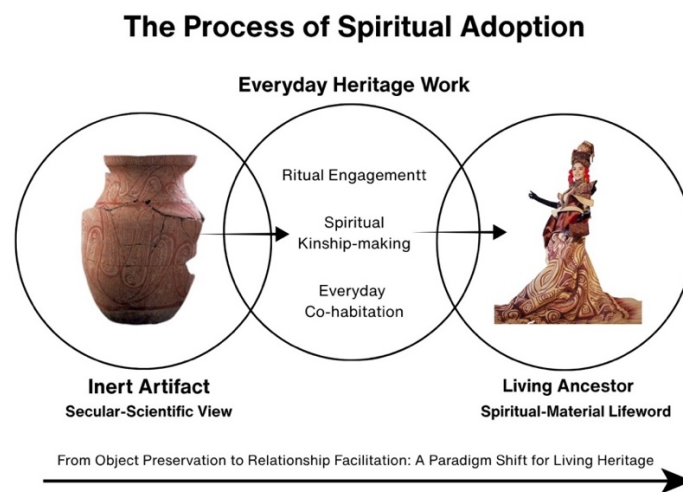 The Process of Spiritual Adoption
Everyday Heritage Work
Ritual Engagementt
Spiritual
Kinship-making
Everyday
Co-habitation
Inert Artifact
Secular-Scientific View
Living Ancestor
Spiritual-Material Lifeword
From Object Preservation to Relationship Facilitation: A Paradigm Shift for Living Heritage